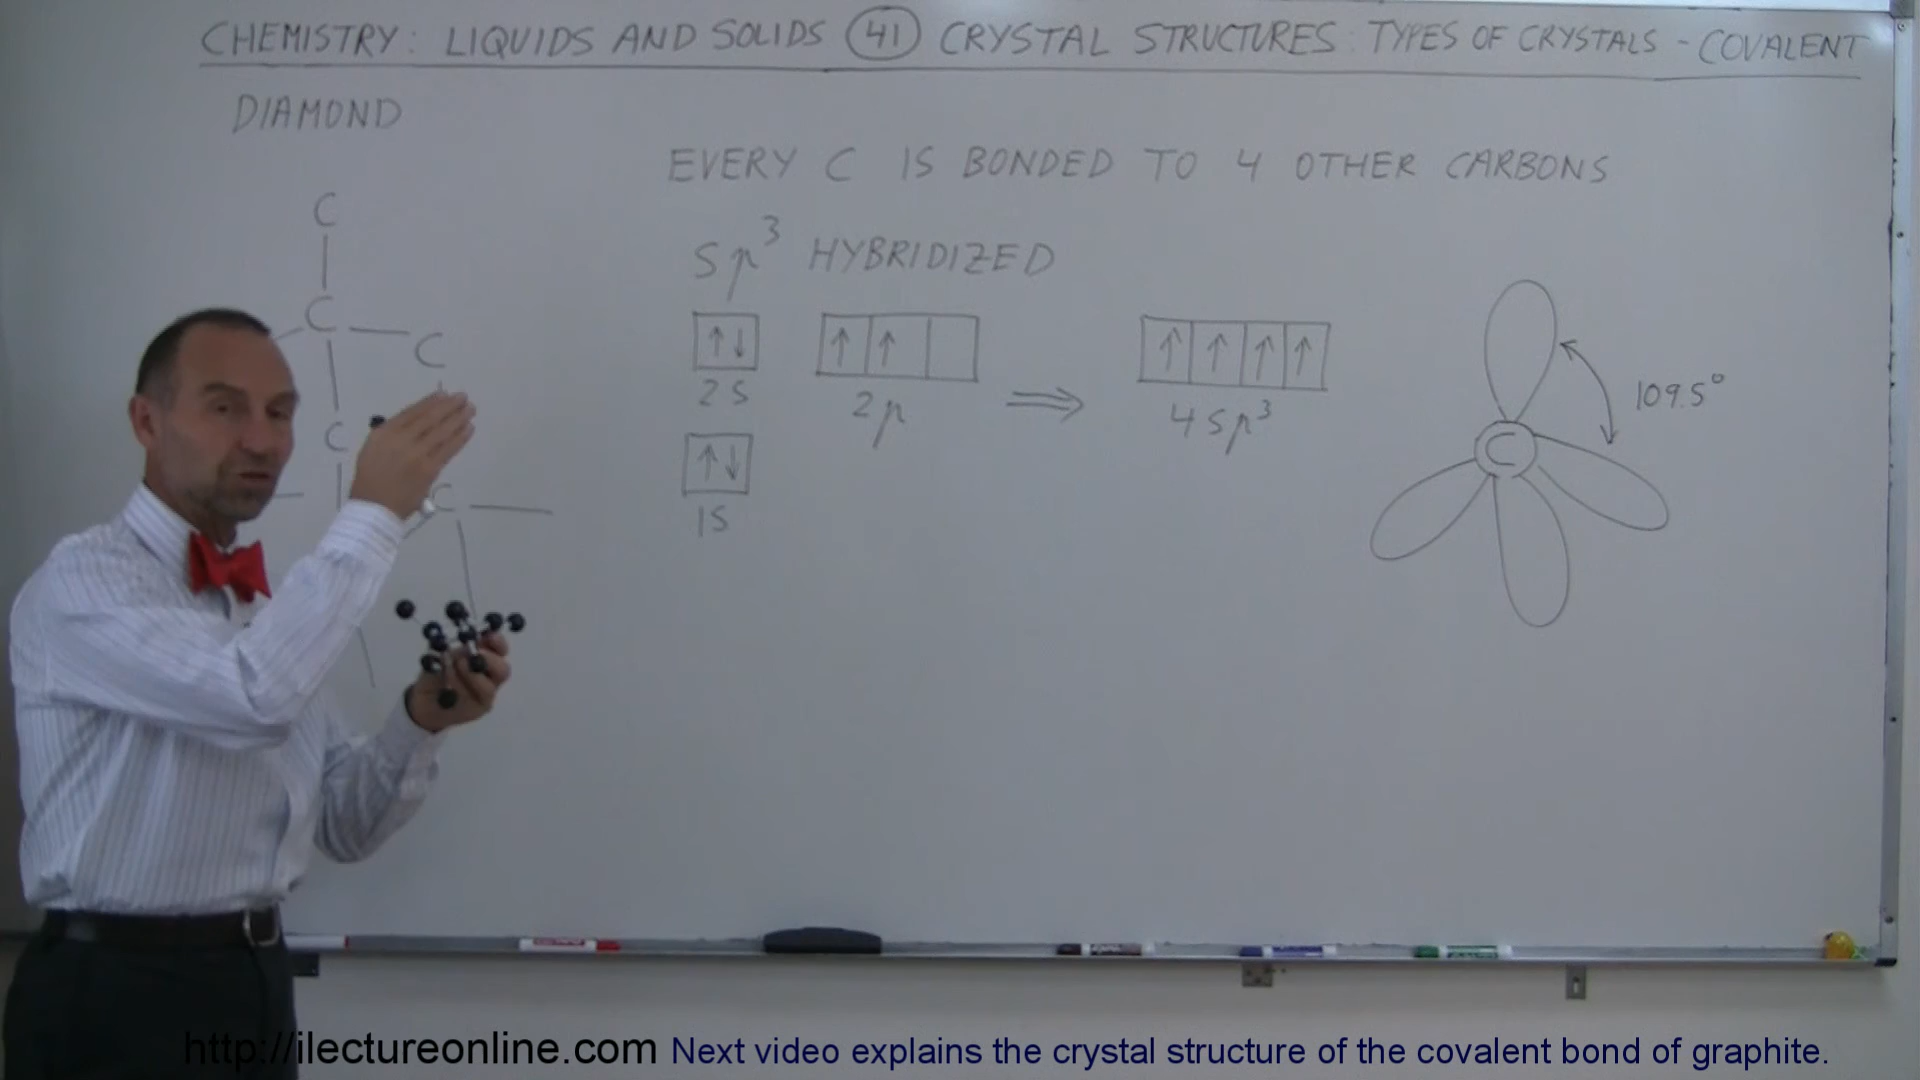 CHEMISTRY: LIQUIDS AND SOLIDS 41 CRYSTAL STRUCTURES: TYPES OF CRYSTALS - COVALENT
DIAMOND
EVERY C IS BONDED TO 4 OTHER CARBONS
C
sp³ HYBRIDIZED
C
C
↑↓
↑ ↑
↑ ↑ ↑ ↑
2s
2p
⇒
4sp³
109.5°
C
↑↓
C
C
1s
http://ilectureonline.com Next video explains the crystal structure of the covalent bond of graphite.